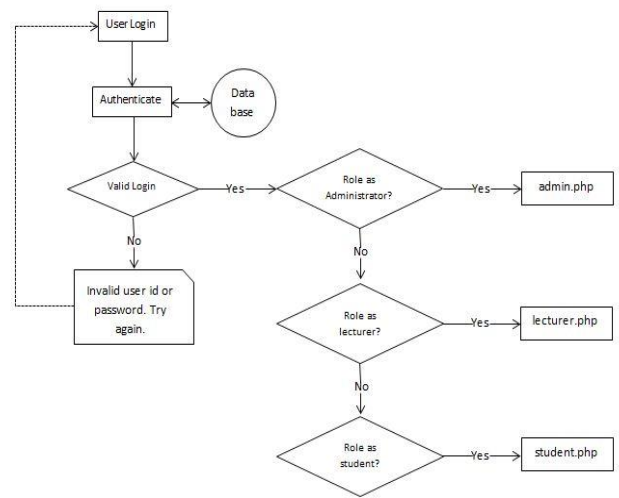 User Login
Authenticate
Data
base
Valid Login
Yes
Role as
Administrator?
Yes
admin.php
No
Invalid user id or
password. Try
again.
No
Role as
lecturer?
Yes
lecturer.php
No
Role as
student?
Yes
student.php